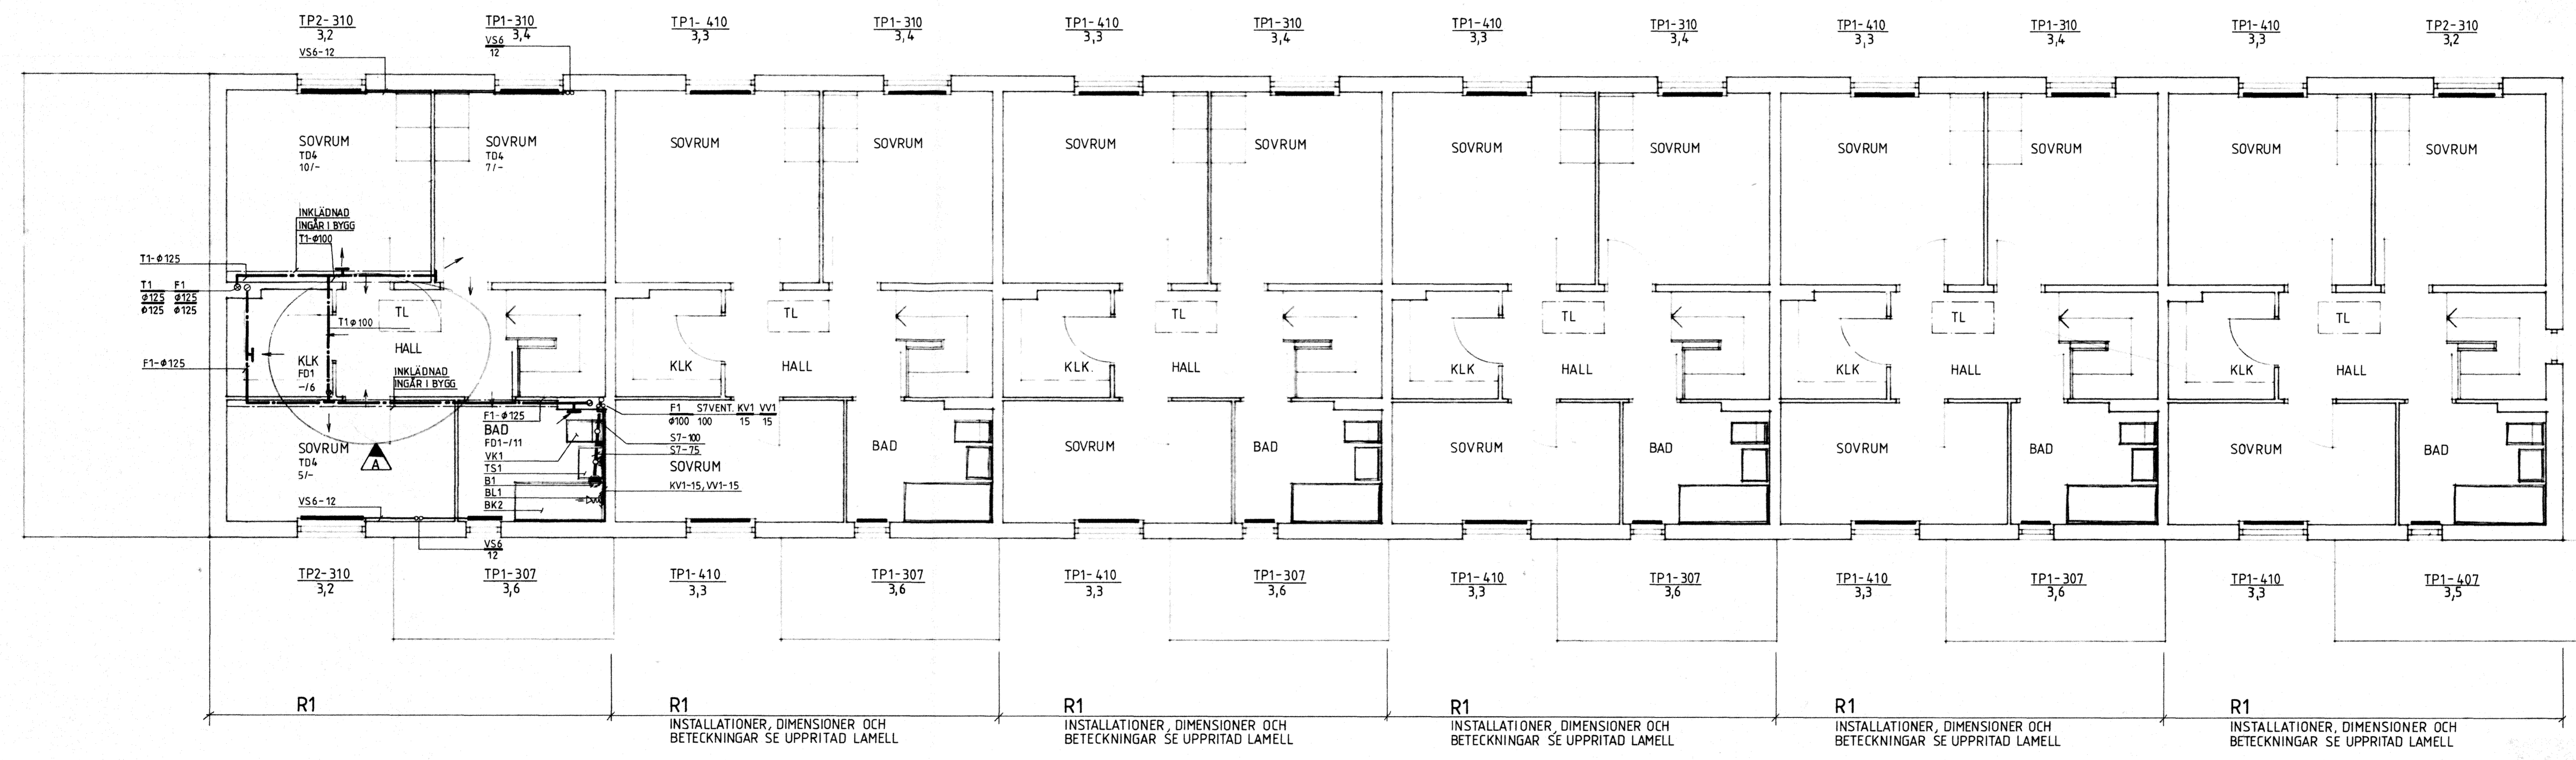 TP2-310
3,2
TP1-310
3,4
TP1-410
3,3
TP1-310
3,4
TP1-410
3,3
TP1-310
3,4
TP1-410
3,3
TP1-310
3,4
TP1-410
3,3
TP1-310
3,4
TP1-410
3,3
TP2-310
3,2
VS6-12
VS6
12
SOVRUM
TD4
10/-
SOVRUM
TD4
7/-
SOVRUM
SOVRUM
SOVRUM
SOVRUM
SOVRUM
SOVRUM
SOVRUM
SOVRUM
SOVRUM
SOVRUM
INKLÄDNAD
INGÅR I BYGG
T1-ø100
T1-ø125
T1 F1
ø125 ø125
ø125 ø125
F1-ø125
TL
T1ø100
HALL
KLK
FD1
-/6
INKLÄDNAD
INGÅR I BYGG
TL
KLK
HALL
TL
KLK
HALL
TL
KLK
HALL
TL
KLK
HALL
TL
KLK
HALL
SOVRUM
TD4
5/-
A
VS6-12
F1-ø125
BAD
FD1-/11
VK1
TS1
B1
BL1
BK2
F1 S7VENT. KV1 VV1
ø100 100 15 15
S7-100
S7-75
SOVRUM
KV1-15, VV1-15
BAD
SOVRUM
BAD
SOVRUM
BAD
SOVRUM
BAD
SOVRUM
BAD
VS6
12
TP2-310
3,2
TP1-307
3,6
TP1-410
3,3
TP1-307
3,6
TP1-410
3,3
TP1-307
3,6
TP1-410
3,3
TP1-307
3,6
TP1-410
3,3
TP1-307
3,6
TP1-410
3,3
TP1-407
3,5
R1
R1
INSTALLATIONER, DIMENSIONER OCH
BETECKNINGAR SE UPPRITAD LAMELL
R1
INSTALLATIONER, DIMENSIONER OCH
BETECKNINGAR SE UPPRITAD LAMELL
R1
INSTALLATIONER, DIMENSIONER OCH
BETECKNINGAR SE UPPRITAD LAMELL
R1
INSTALLATIONER, DIMENSIONER OCH
BETECKNINGAR SE UPPRITAD LAMELL
R1
INSTALLATIONER, DIMENSIONER OCH
BETECKNINGAR SE UPPRITAD LAMELL